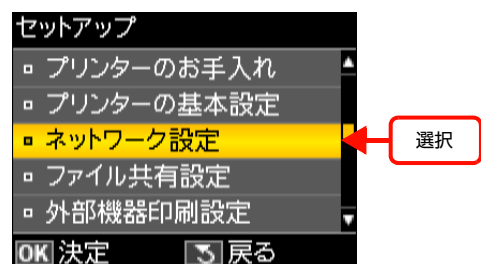 セットアップ
プリンターのお手入れ
プリンターの基本設定
ネットワーク設定
選択
ファイル共有設定
外部機器印刷設定
OK 決定 戻る